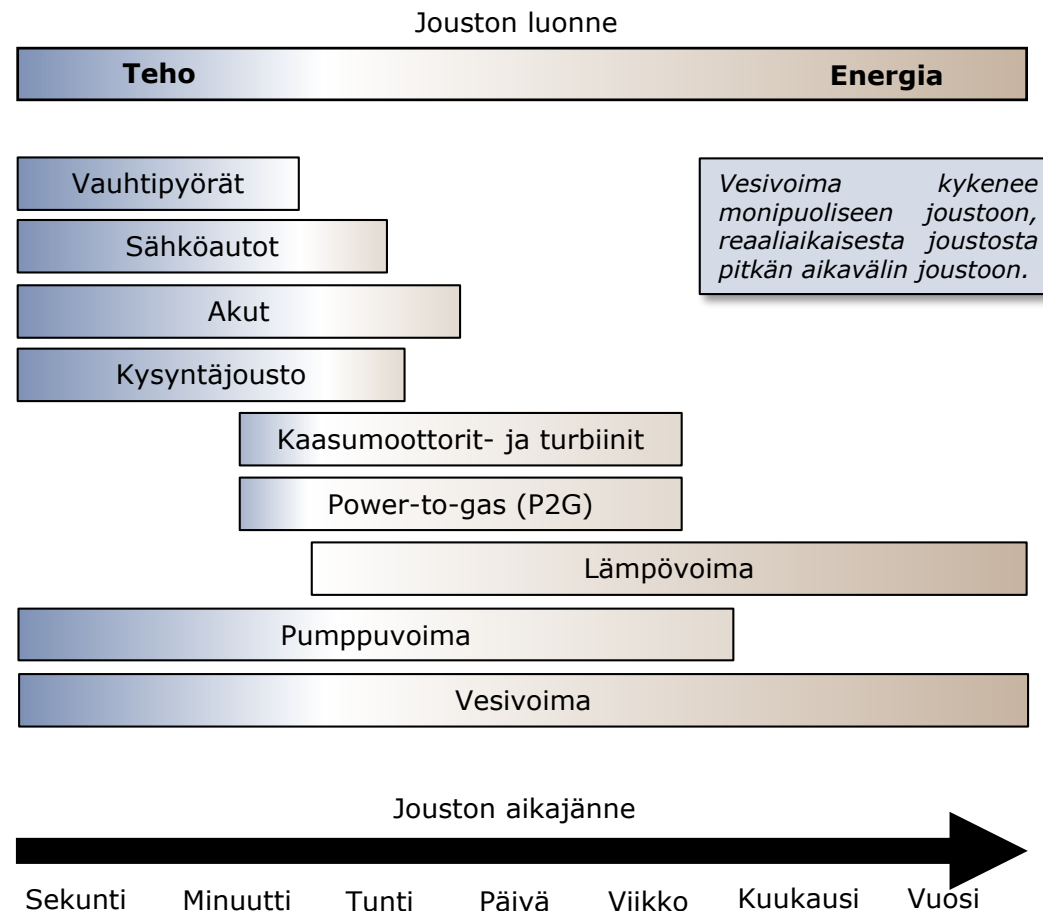 Jouston luonne
Teho Energia
Vauhtipyörät
Vesivoima kykenee
monipuoliseen joustoon,
reaaliaikaisesta joustosta
pitkän aikavälin joustoon.
Sähköautot
Akut
Kysyntäjousto
Kaasumoottorit- ja turbiinit
Power-to-gas (P2G)
Lämpövoima
Pumppuvoima
Vesivoima
Jouston aikajänne
Sekunti Minuutti Tunti Päivä Viikko Kuukausi Vuosi